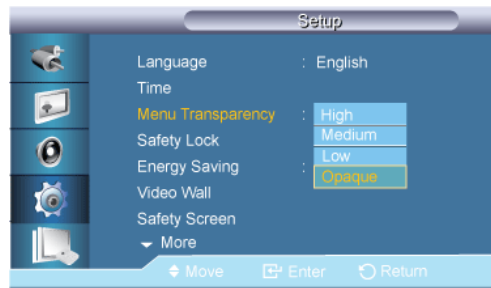 Setup
Language : English
Time
Menu Transparency : High
Medium
Safety Lock
Low
Energy Saving : Opaque
Video Wall
Safety Screen
More
Move Enter Return